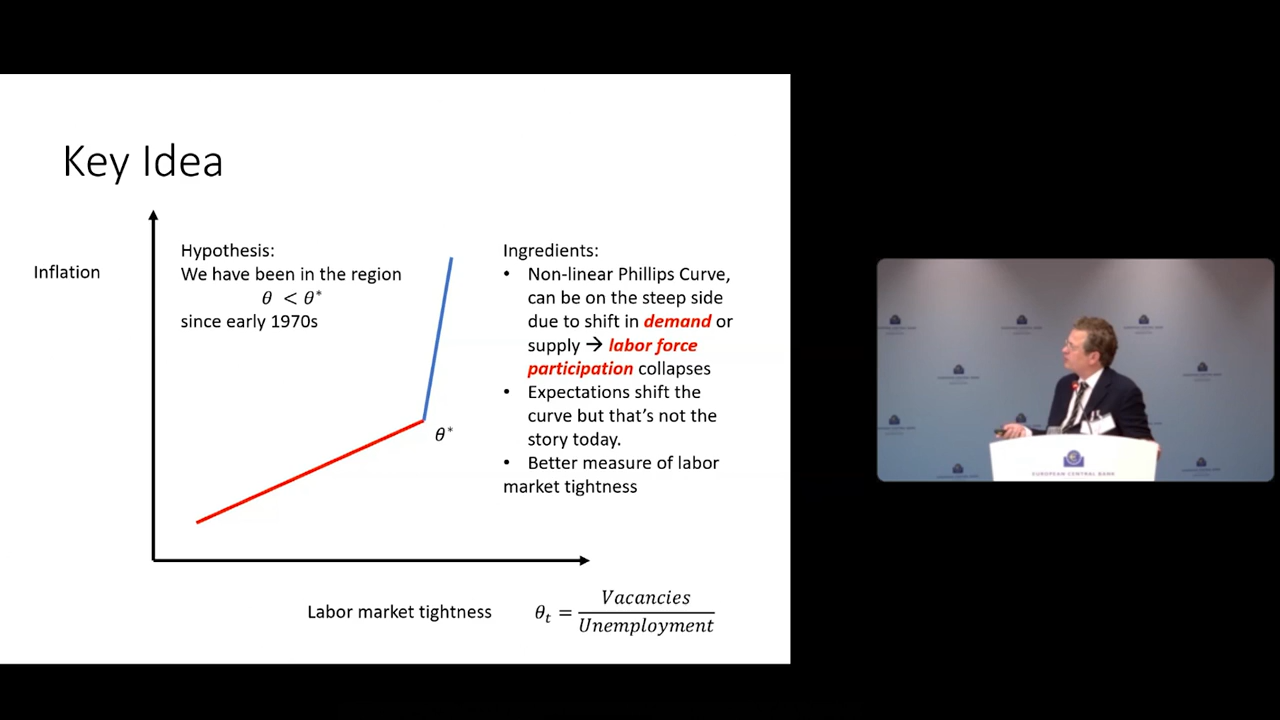 Key Idea
Inflation
Hypothesis:
We have been in the region
θ < θ*
since early 1970s
θ*
Ingredients:
• Non-linear Phillips Curve,
can be on the steep side
due to shift in demand or
supply → labor force
participation collapses
• Expectations shift the
curve but that's not the
story today.
• Better measure of labor
market tightness
Labor market tightness
θt = Vacancies / Unemployment
EUROPEAN CENTRAL BANK